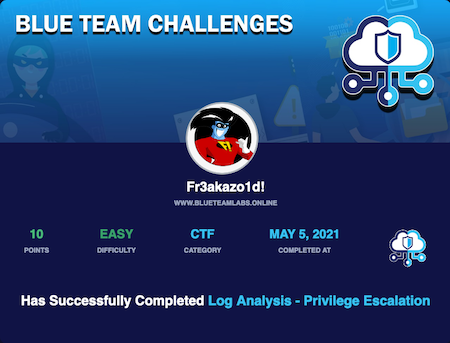 BLUE TEAM CHALLENGES
Fr3akazo1d!
WWW.BLUETEAMLABS.ONLINE
10 EASY CTF MAY 5, 2021
POINTS DIFFICULTY CATEGORY COMPLETED AT
Has Successfully Completed Log Analysis - Privilege Escalation